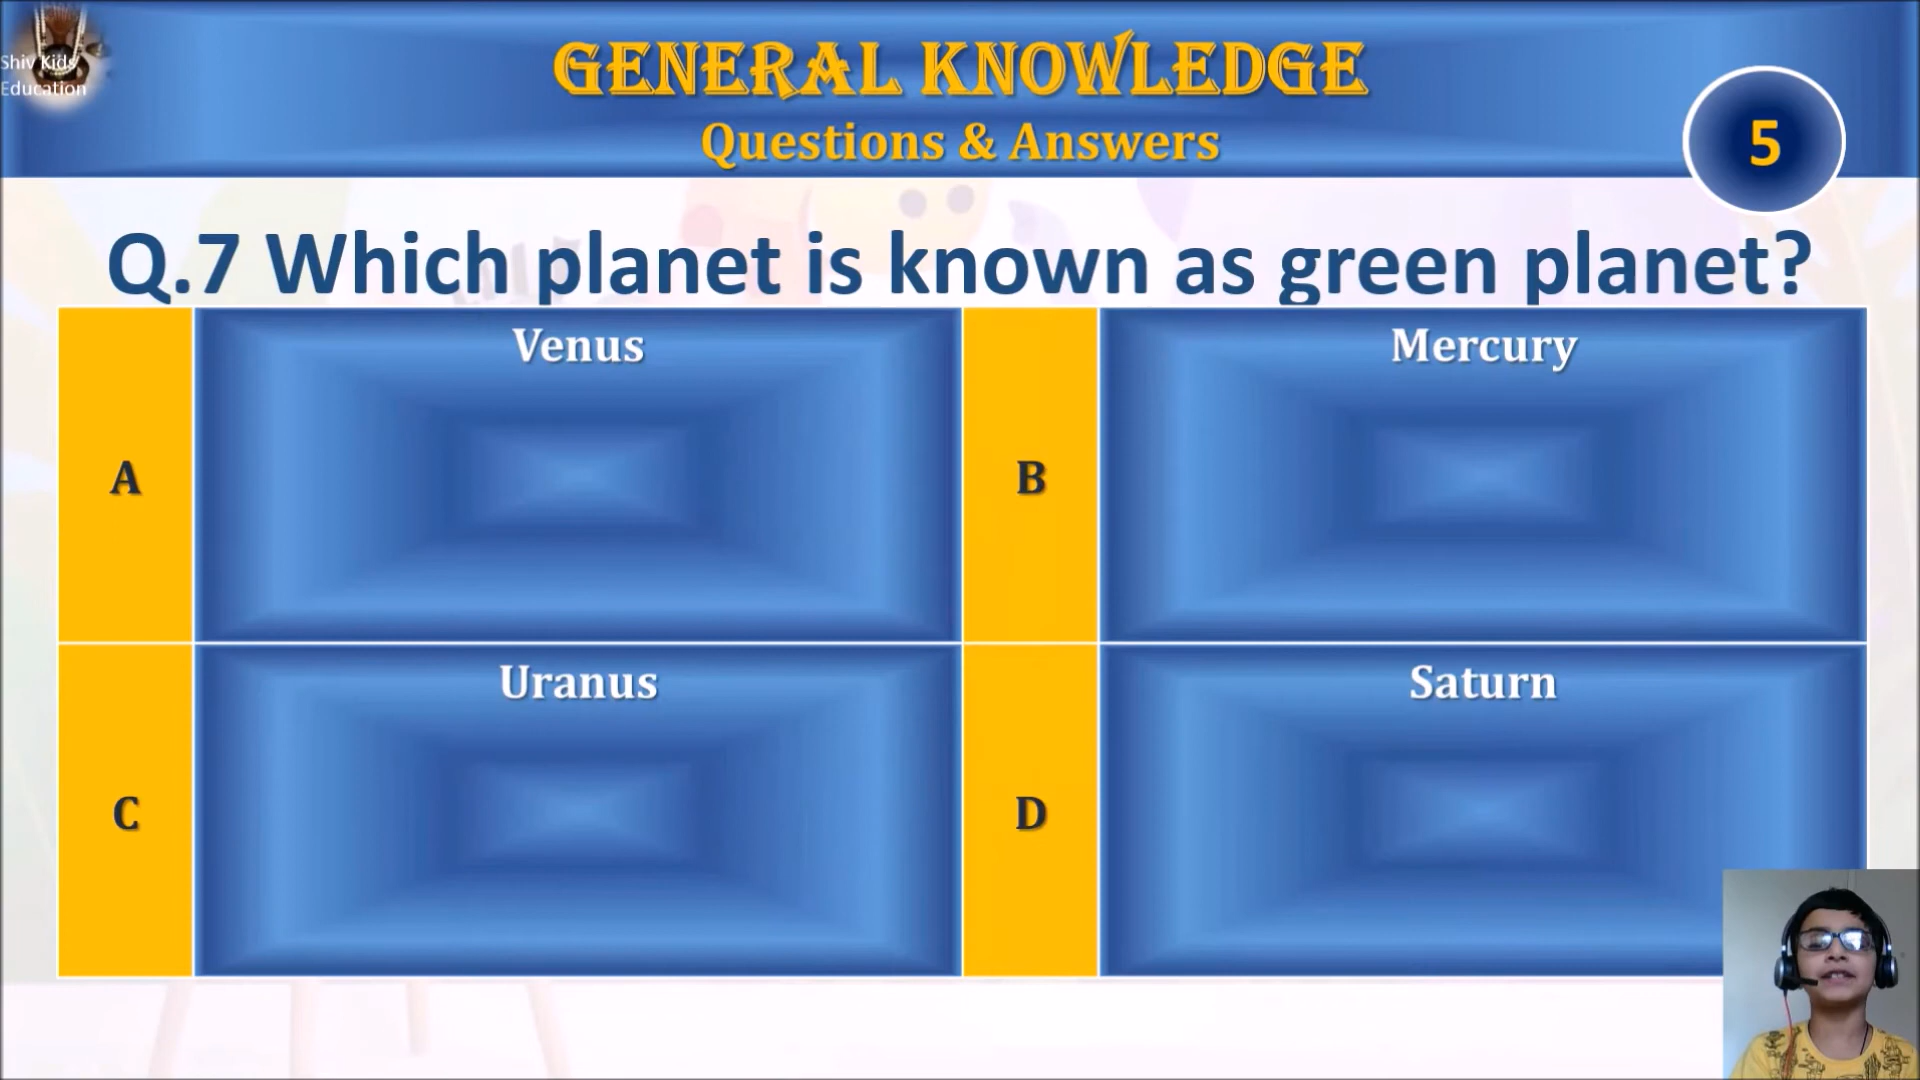 Shiv Kids
Education
GENERAL KNOWLEDGE
Questions & Answers
5
Q.7 Which planet is known as green planet?
A
Venus
B
Mercury
C
Uranus
D
Saturn